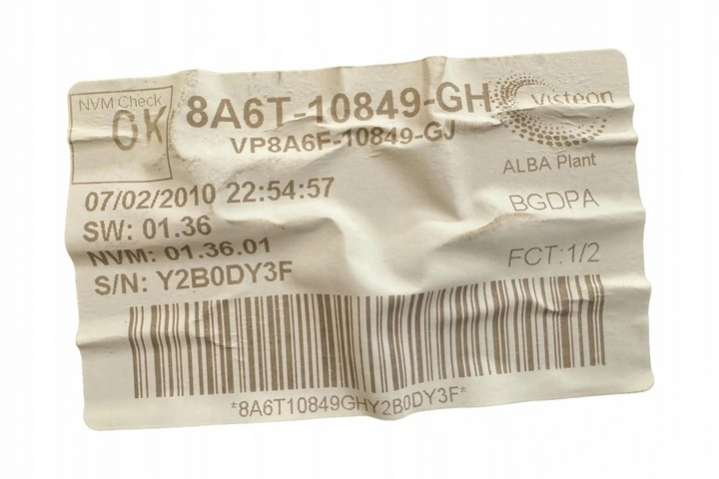 NVM Check
OK
8A6T-10849-GH
VP8A6F-10849-GJ
Visteon
ALBA Plant
07/02/2010 22:54:57
BGDPA
SW: 01.36
NVM: 01.36.01
FCT:1/2
S/N: Y2B0DY3F
*8A6T10849GHY2B0DY3F*